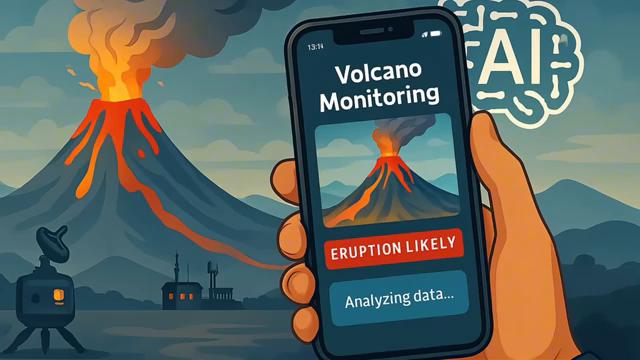 13:14
Volcano
Monitoring
ERUPTION LIKELY
Analyzing data...
AI